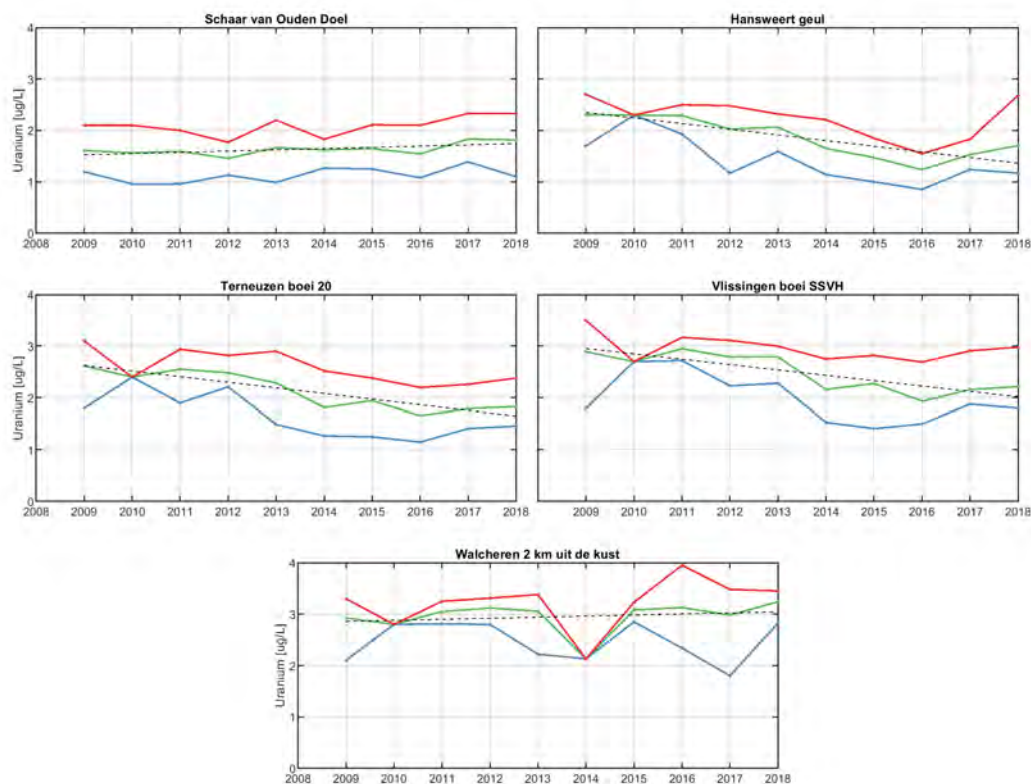 Schaar van Ouden Doel
Hansweert geul
4
3
2
1
0
Uranium [ug/L]
2008 2009 2010 2011 2012 2013 2014 2015 2016 2017 2018
2009 2010 2011 2012 2013 2014 2015 2016 2017 2018
Terneuzen boei 20
Vlissingen boei SSVH
4
3
2
1
0
Uranium [ug/L]
2008 2009 2010 2011 2012 2013 2014 2015 2016 2017 2018
2009 2010 2011 2012 2013 2014 2015 2016 2017 2018
Walcheren 2 km uit de kust
4
3
2
1
0
Uranium [ug/L]
2008 2009 2010 2011 2012 2013 2014 2015 2016 2017 2018